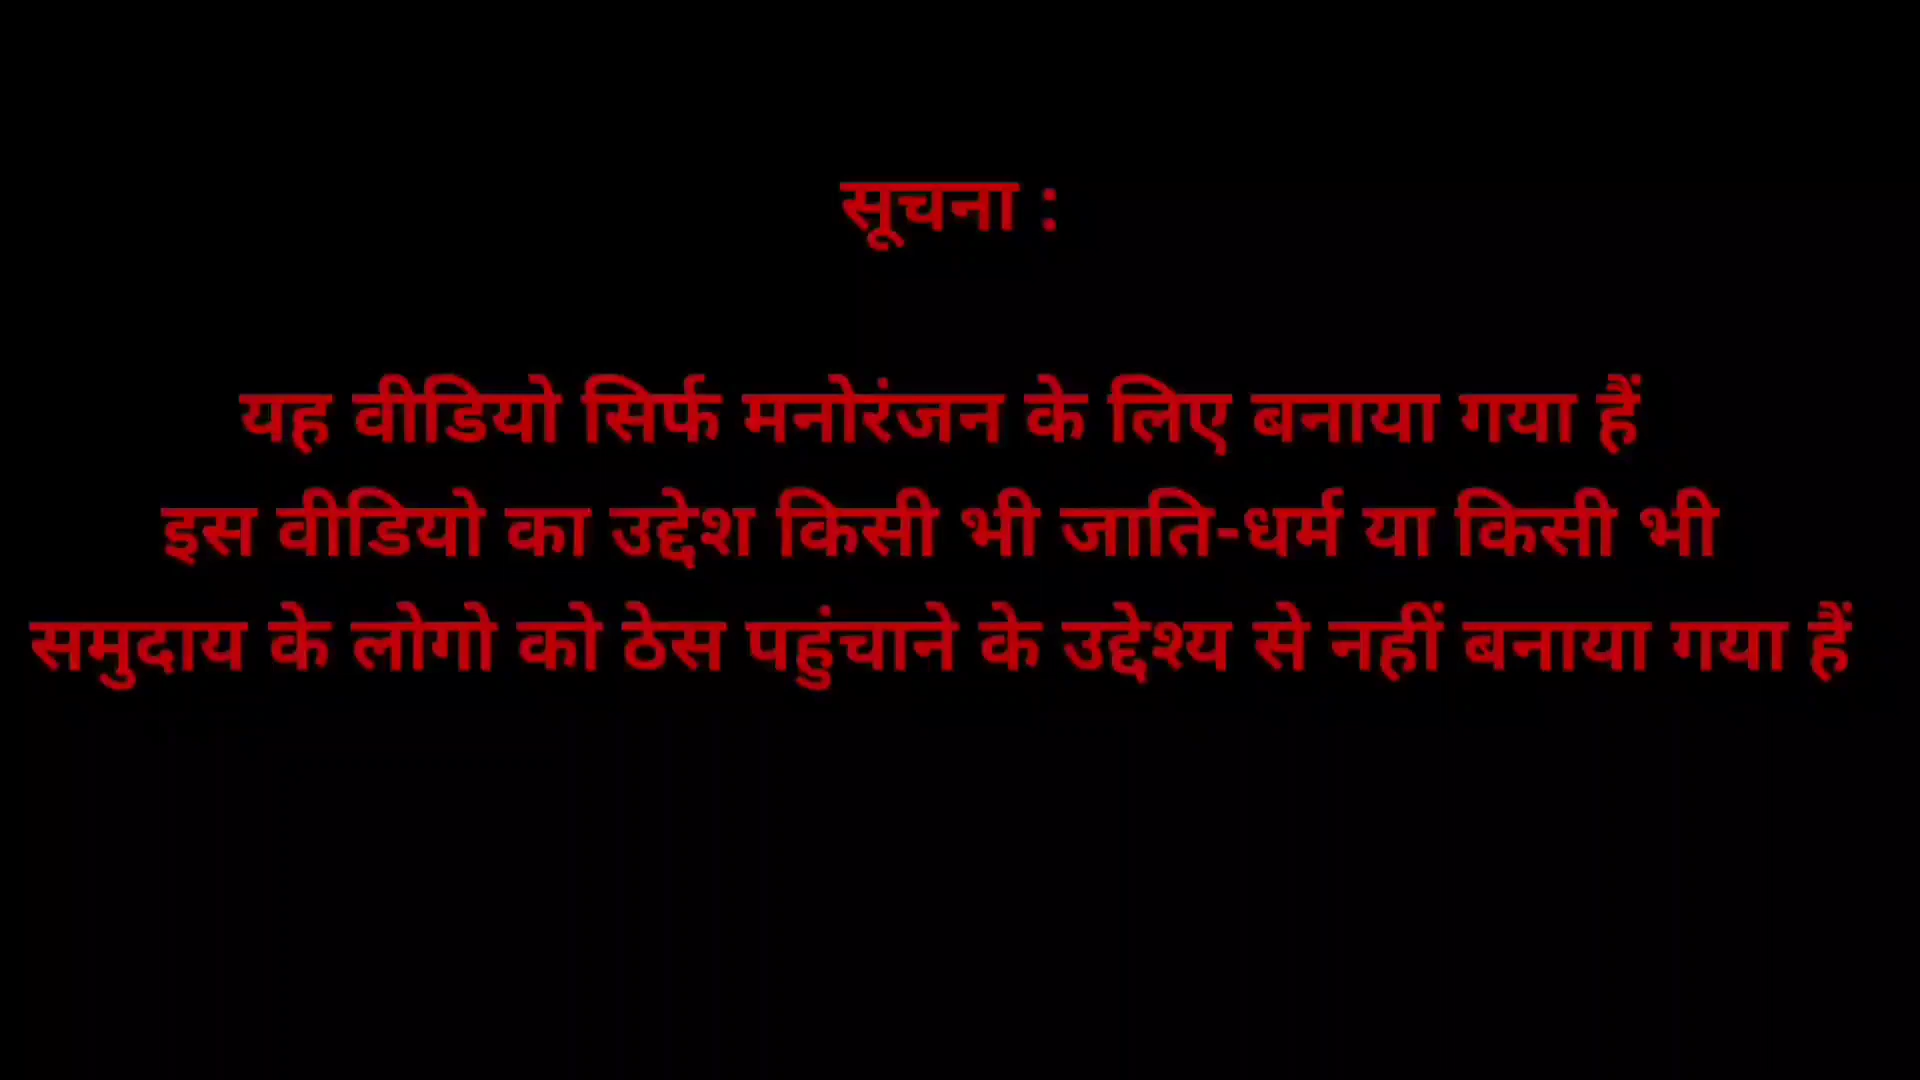 सूचना :
यह वीडियो सिर्फ मनोरंजन के लिए बनाया गया हैं
इस वीडियो का उद्देश किसी भी जाति-धर्म या किसी भी
समुदाय के लोगो को ठेस पहुंचाने के उद्देश्य से नहीं बनाया गया हैं